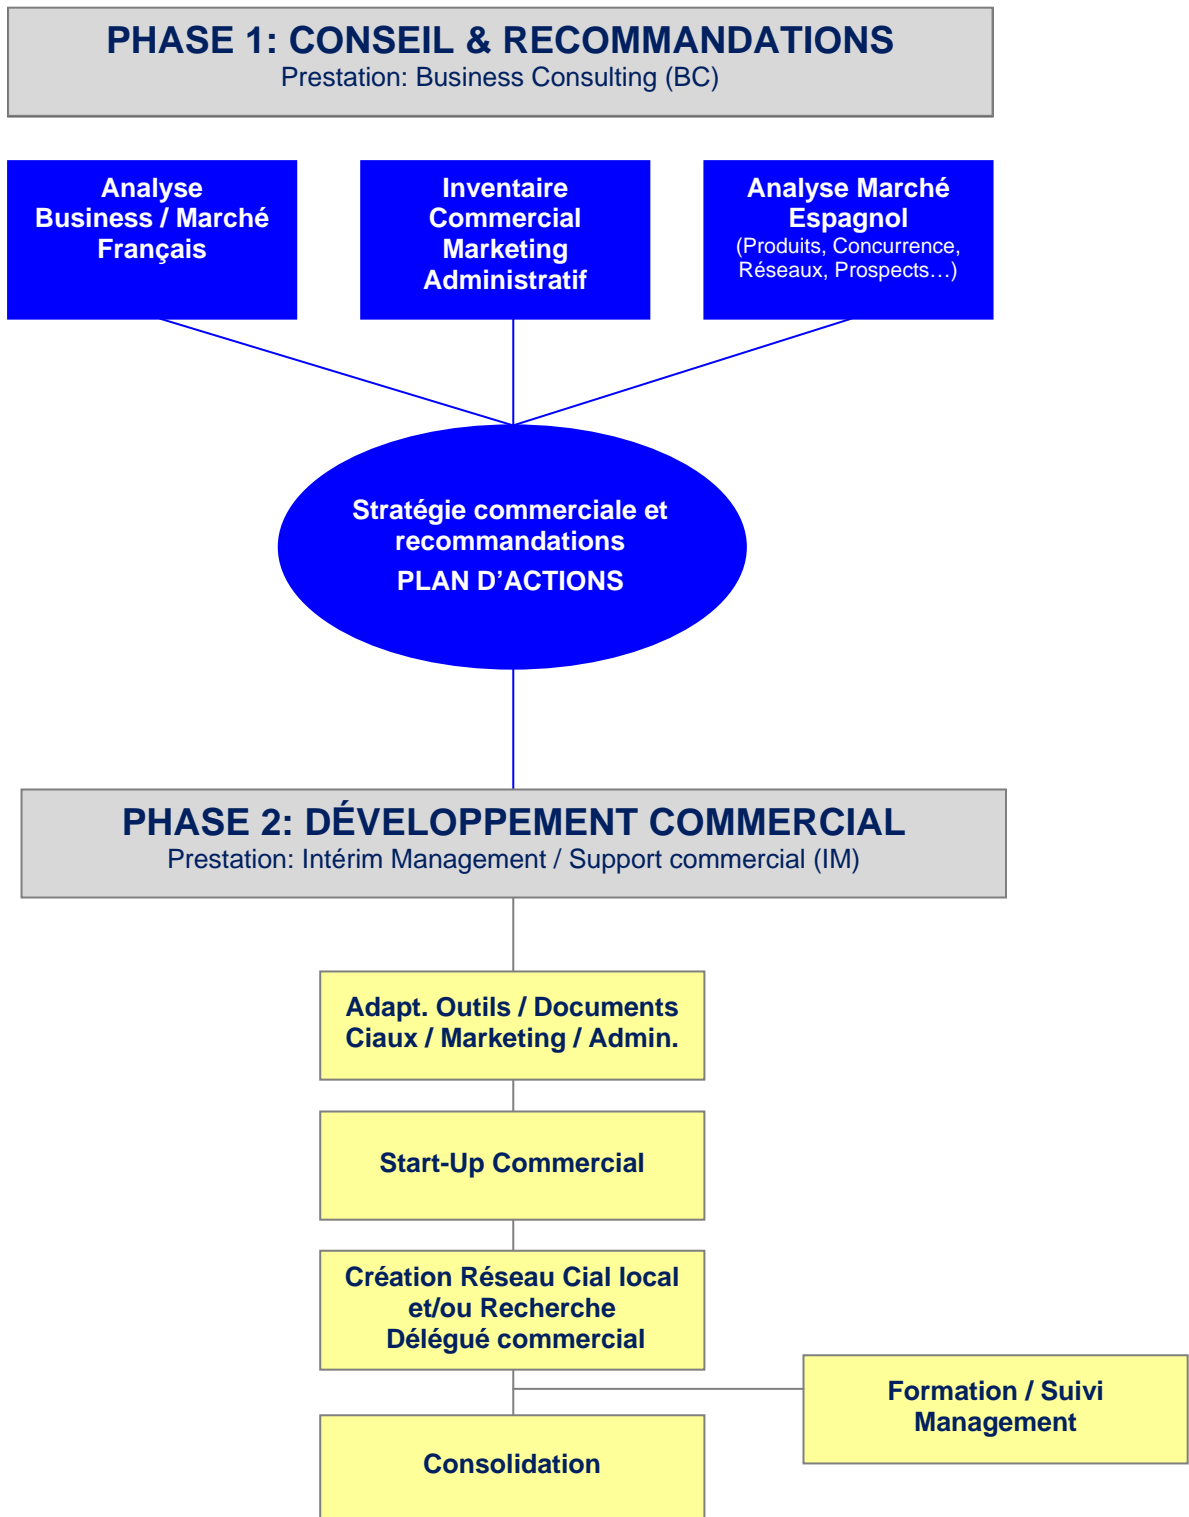 PHASE 1: CONSEIL & RECOMMANDATIONS
Prestation: Business Consulting (BC)
Analyse
Business / Marché
Français
Inventaire
Commercial
Marketing
Administratif
Analyse Marché
Espagnol
(Produits, Concurrence,
Réseaux, Prospects…)
Stratégie commerciale et
recommandations
PLAN D’ACTIONS
PHASE 2: DÉVELOPPEMENT COMMERCIAL
Prestation: Intérim Management / Support commercial (IM)
Adapt. Outils / Documents
Ciaux / Marketing / Admin.
Start-Up Commercial
Création Réseau Cial local
et/ou Recherche
Délégué commercial
Formation / Suivi
Management
Consolidation